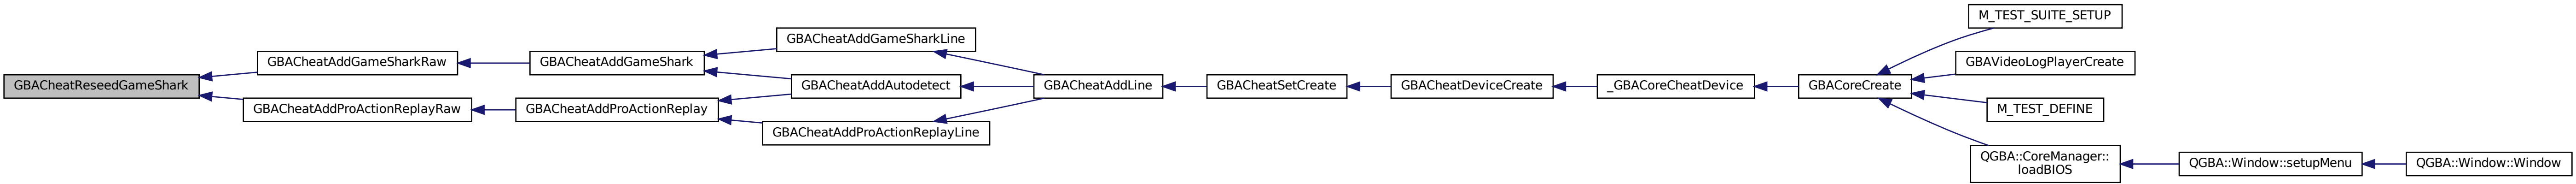 GBACheatReseedGameShark
GBACheatAddGameSharkRaw
GBACheatAddProActionReplayRaw
GBACheatAddGameShark
GBACheatAddProActionReplay
GBACheatAddGameSharkLine
GBACheatAddAutodetect
GBACheatAddProActionReplayLine
GBACheatAddLine
GBACheatSetCreate
GBACheatDeviceCreate
_GBACoreCheatDevice
GBACoreCreate
M_TEST_SUITE_SETUP
GBAVideoLogPlayerCreate
M_TEST_DEFINE
QGBA::CoreManager::
loadBIOS
QGBA::Window::setupMenu
QGBA::Window::Window